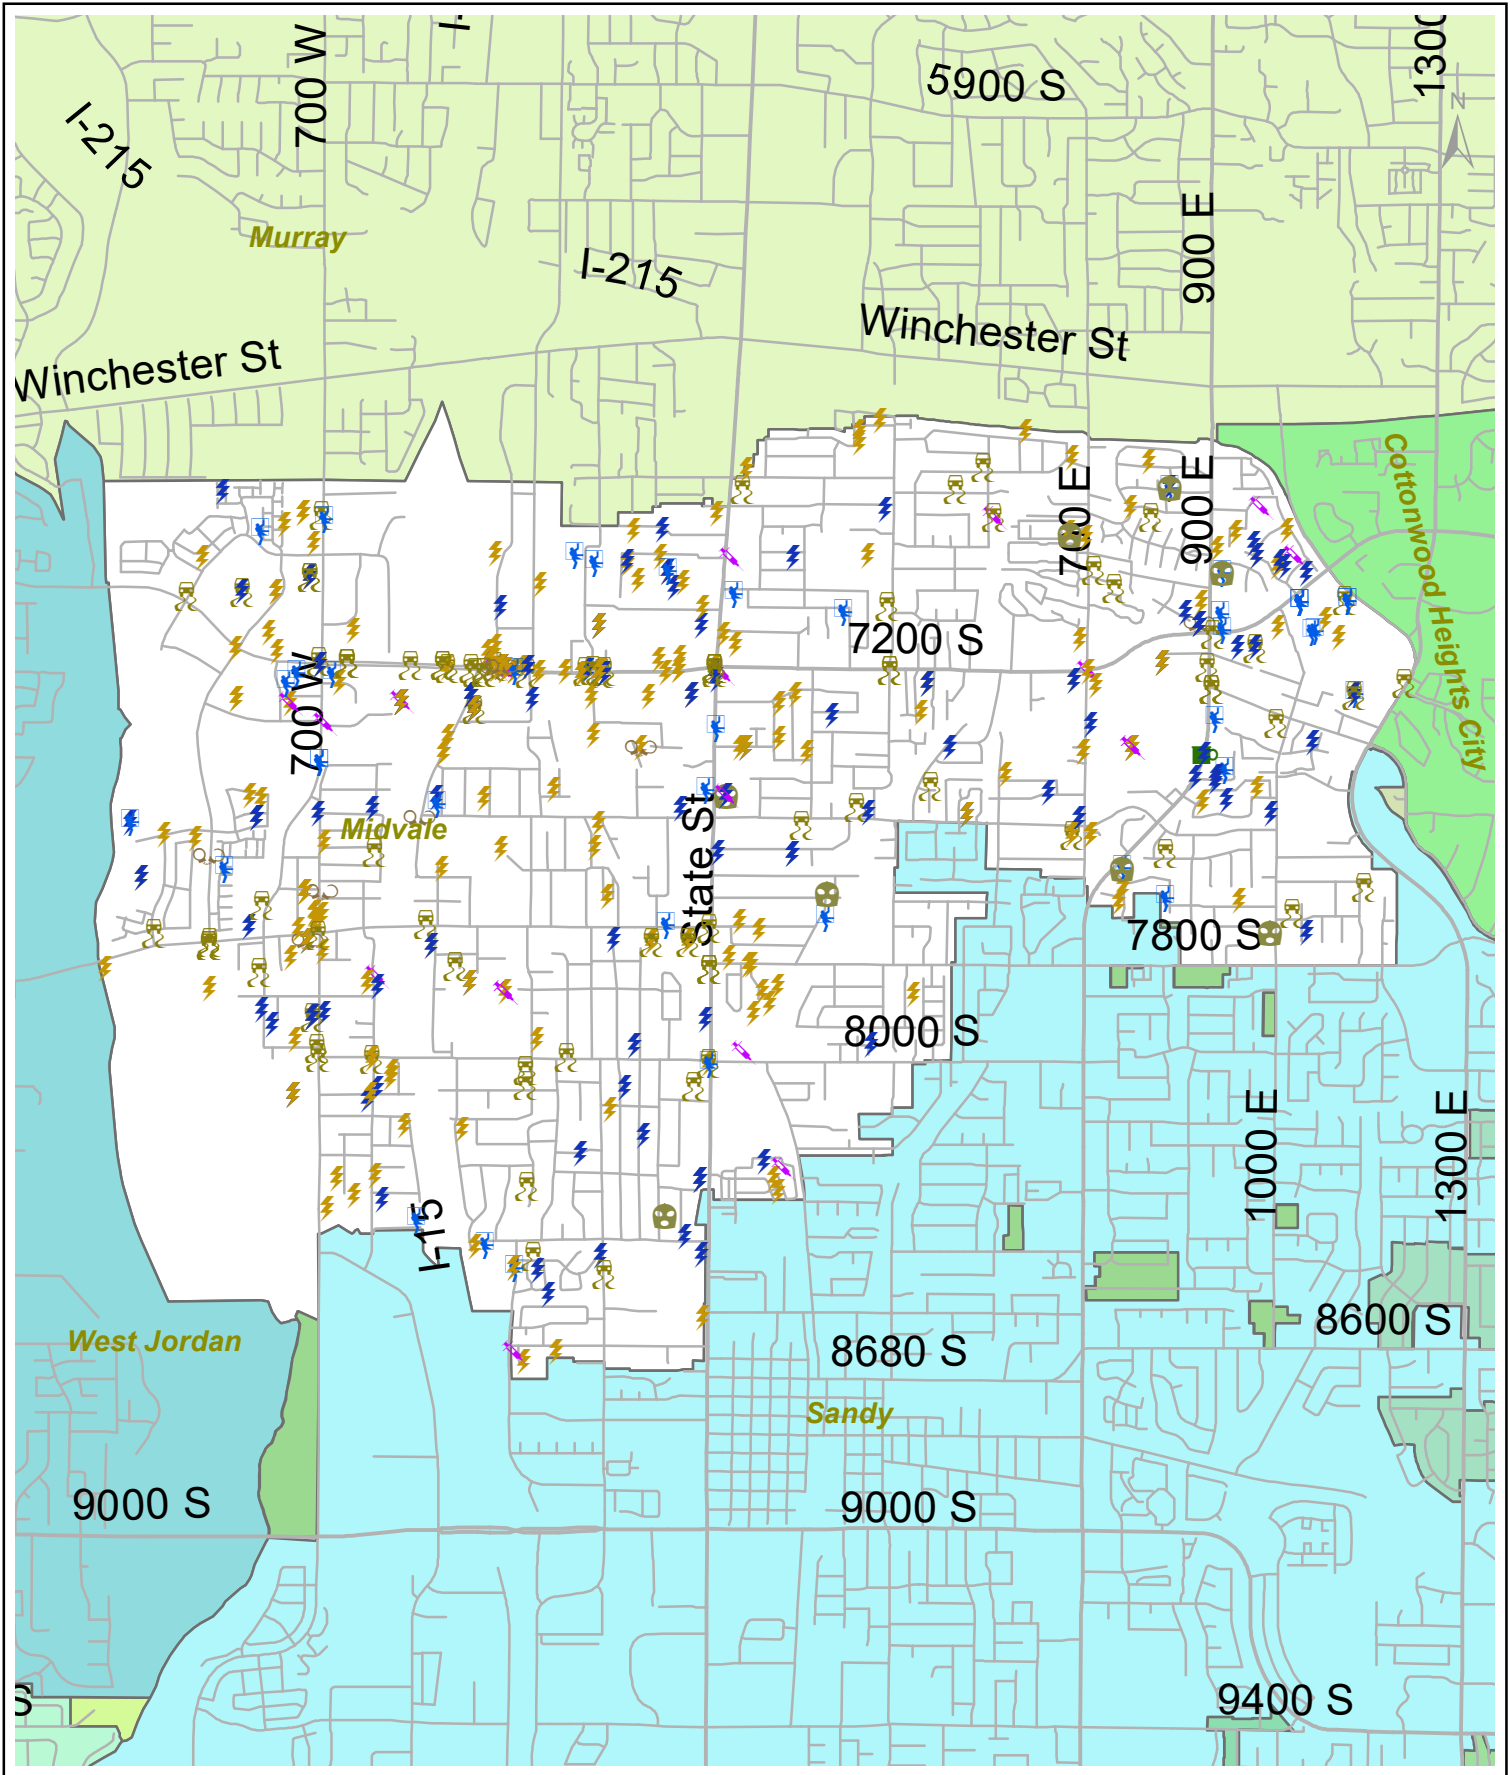 1300
I-
700 W
5900 S
I-215
N
900 E
Murray
I-215
Winchester St
Winchester St
Cottonwood Heights City
700 E
900 E
7200 S
700 W
State St
Midvale
7800 S
8000 S
1000 E
1300 E
I-15
8600 S
West Jordan
8680 S
Sandy
9000 S
9000 S
S
9400 S